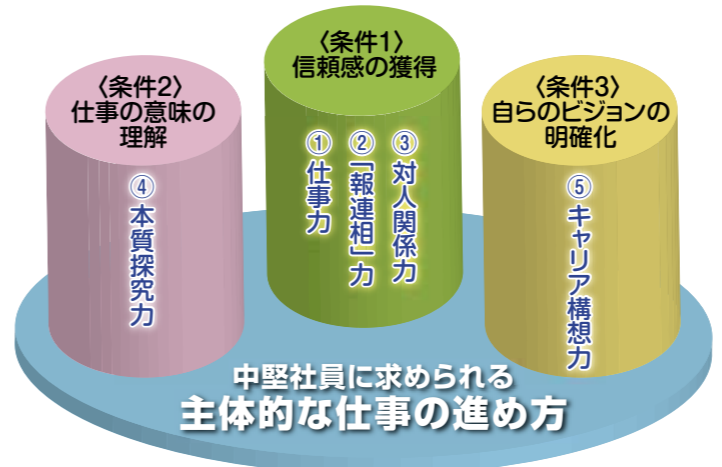 〈条件1〉
信頼感の獲得
① 仕事力
② 「報連相」力
③ 対人関係力
〈条件2〉
仕事の意味の
理解
④ 本質探究力
〈条件3〉
自らのビジョンの
明確化
⑤ キャリア構想力
中堅社員に求められる
主体的な仕事の進め方